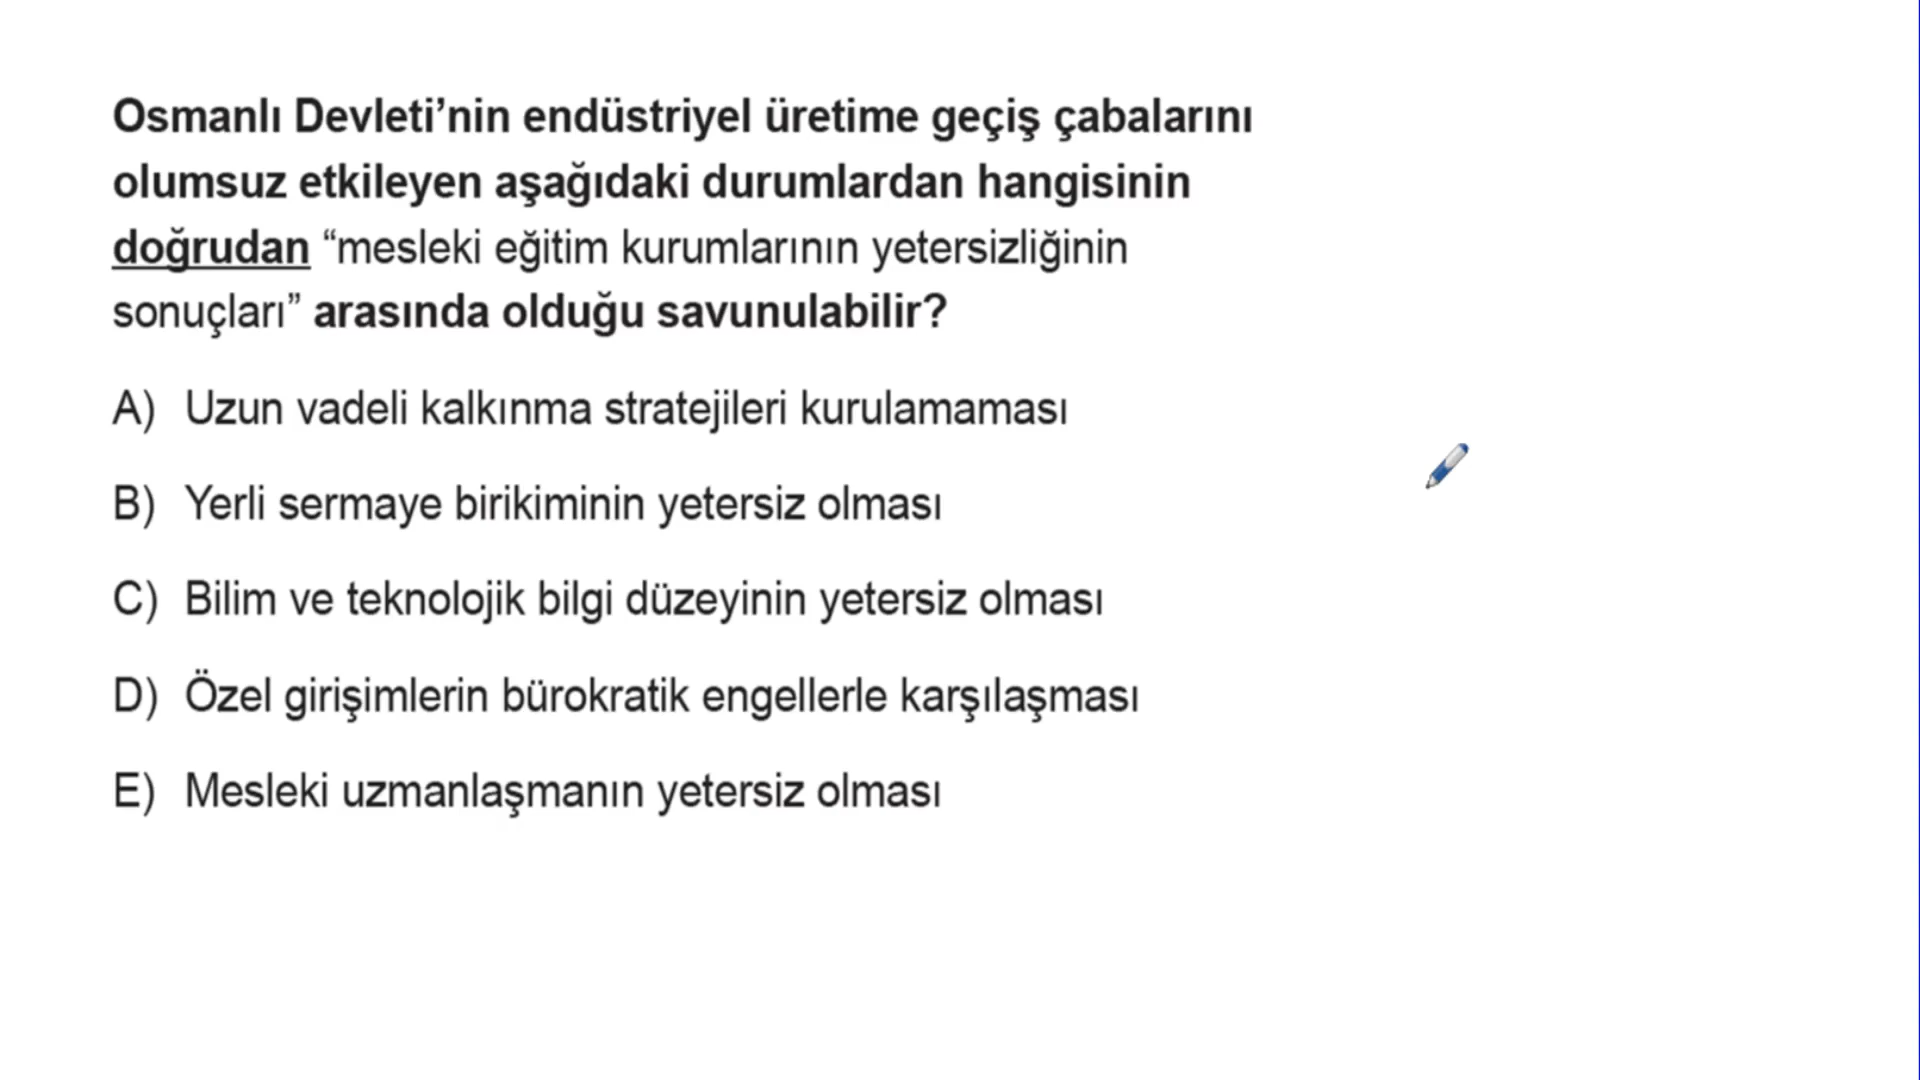 Osmanlı Devleti’nin endüstriyel üretime geçiş çabalarını
olumsuz etkileyen aşağıdaki durumlardan hangisinin
doğrudan “mesleki eğitim kurumlarının yetersizliğinin
sonuçları” arasında olduğu savunulabilir?
A) Uzun vadeli kalkınma stratejileri kurulamaması
B) Yerli sermaye birikiminin yetersiz olması
C) Bilim ve teknolojik bilgi düzeyinin yetersiz olması
D) Özel girişimlerin bürokratik engellerle karşılaşması
E) Mesleki uzmanlaşmanın yetersiz olması